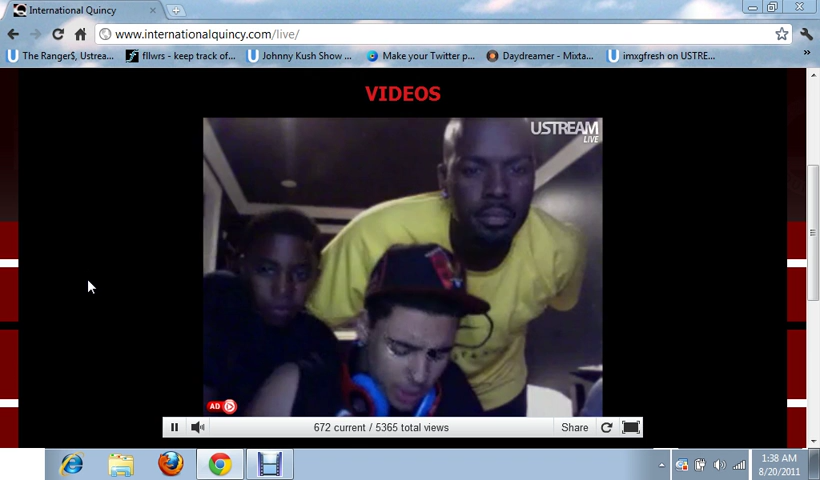 International Quincy
www.internationalquincy.com/live/
The Ranger$, Ustrea...
fllwrs - keep track of...
Johnny Kush Show ...
Make your Twitter p...
Daydreamer - Mixta...
imxgfresh on USTRE...
VIDEOS
USTREAM
LIVE
AD
672 current / 5365 total views
Share
1:38 AM
8/20/2011